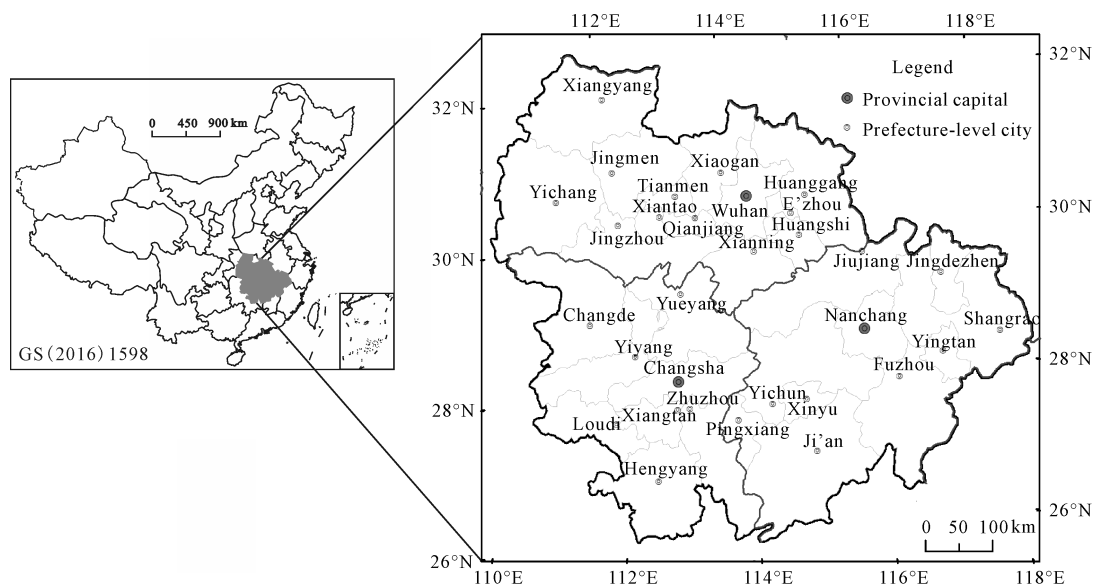 112°E 114°E 116°E 118°E
32°N
Legend
Provincial capital
Prefecture-level city
0 450 900 km
GS(2016)1598
32°N
30°N
28°N
26°N
30°N
28°N
26°N
Xiangyang
Jingmen
Xiaogan
Yichang
Tianmen
Huanggang
Xiantao
Wuhan
E'zhou
Jingzhou
Qianjiang
Huangshi
Xianning
Jiujiang
Jingdezhen
Yueyang
Changde
Nanchang
Shangrao
Yiyang
Yingtan
Changsha
Fuzhou
Zhuzhou
Yichun
Xiangtan
Xinyu
Loudi
Pingxiang
Ji'an
Hengyang
0 50 100 km
110°E 112°E 114°E 116°E 118°E